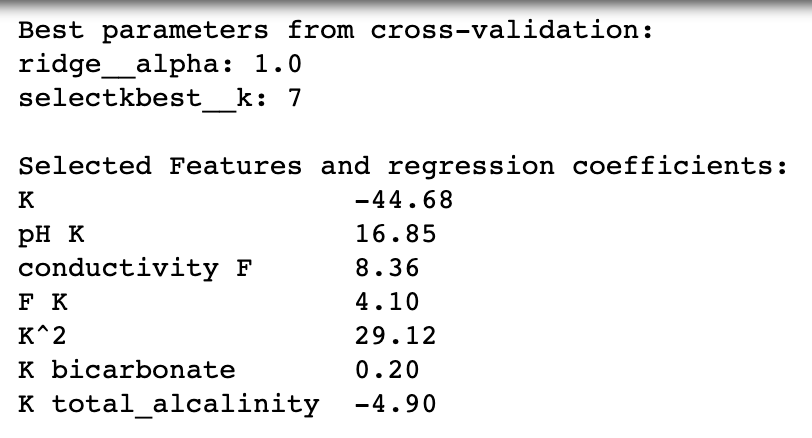 Best parameters from cross-validation:
ridge__alpha: 1.0
selectkbest__k: 7
Selected Features and regression coefficients:
K -44.68
pH K 16.85
conductivity F 8.36
F K 4.10
K^2 29.12
K bicarbonate 0.20
K total_alcalinity -4.90